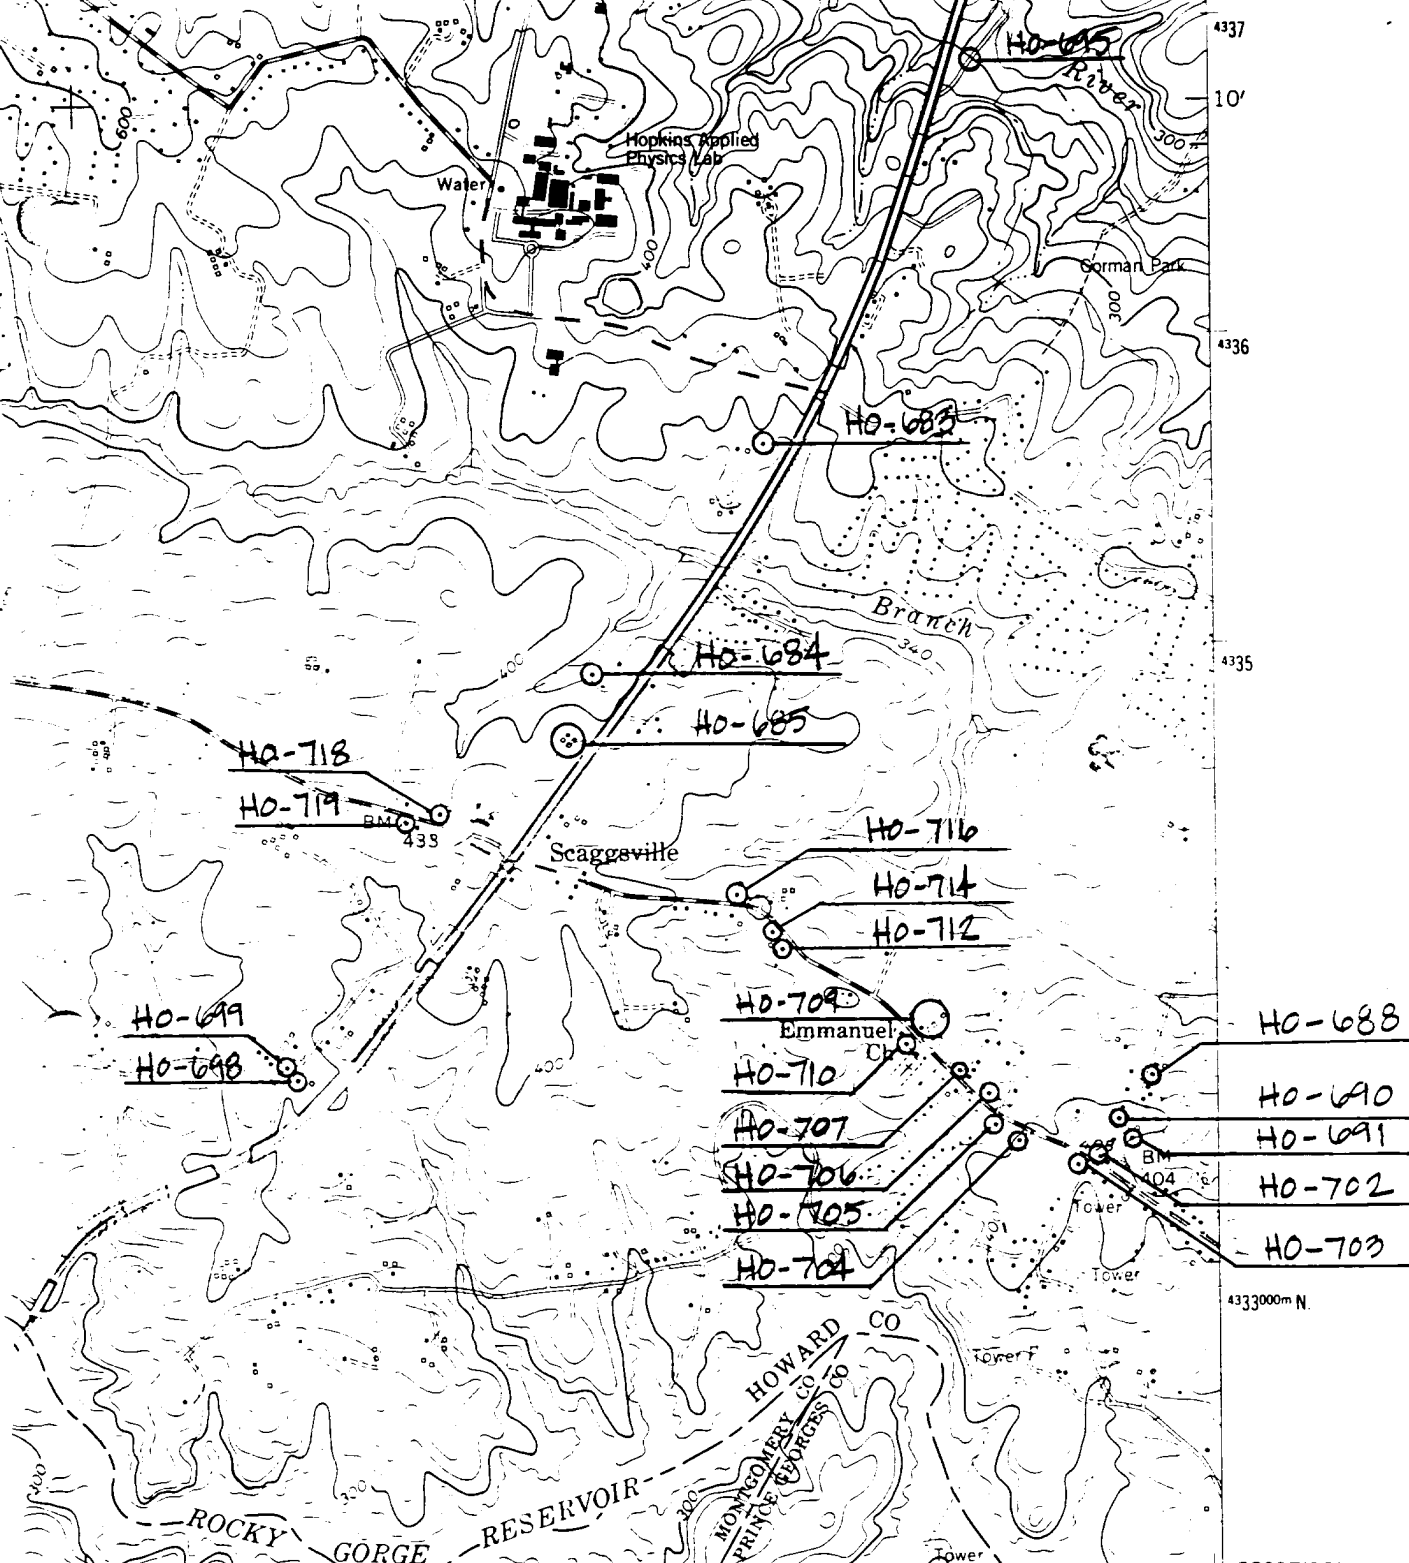 4337
HO-695
River
10'
600
300
Hopkins Applied
Physics Lab
Water
400
Gorman Park
300
4336
HO-683
Branch
340
4335
HO-684
400
HO-685
HO-718
HO-719
BM
433
Scaggsville
HO-716
HO-714
HO-712
HO-699
HO-698
400
HO-709
Emmanuel
Ch
HO-710
HO-707
HO-706
HO-705
HO-704
HO-688
HO-690
HO-691
BM
404
HO-702
Tower
HO-703
Tower
4333000m N.
HOWARD CO
MONTGOMERY CO
PRINCE GEORGES CO
Tower
300
300
300
ROCKY GORGE RESERVOIR
Tower